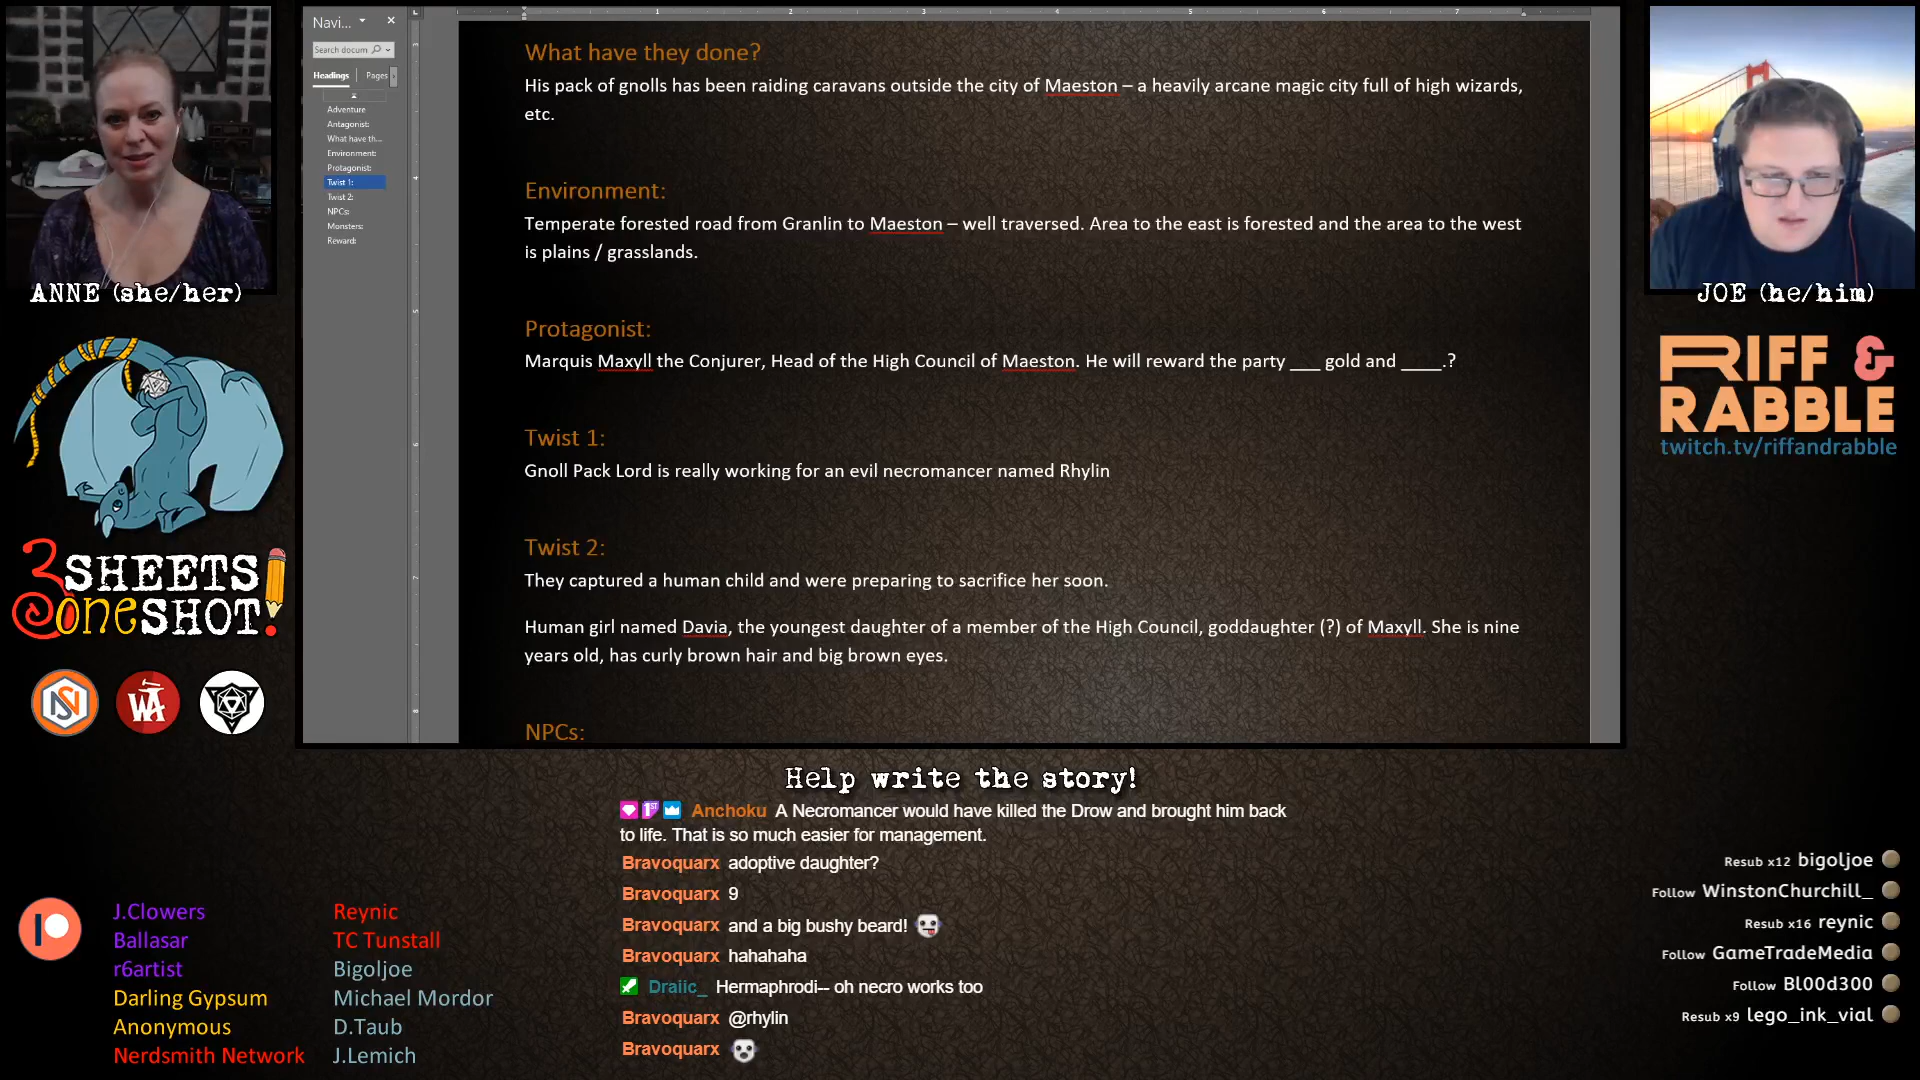 Navi...
Search docum
Headings
Pages
Adventure
Antagonist:
What have th...
Environment:
Protagonist:
Twist 1:
Twist 2:
NPCs:
Monsters:
Reward:
1
2
3
4
5
6
7
What have they done?
His pack of gnolls has been raiding caravans outside the city of Maeston – a heavily arcane magic city full of high wizards,
etc.
Environment:
Temperate forested road from Granlin to Maeston – well traversed. Area to the east is forested and the area to the west
is plains / grasslands.
Protagonist:
Marquis Maxyll the Conjurer, Head of the High Council of Maeston. He will reward the party ___ gold and ____.?
Twist 1:
Gnoll Pack Lord is really working for an evil necromancer named Rhylin
Twist 2:
They captured a human child and were preparing to sacrifice her soon.
Human girl named Davia, the youngest daughter of a member of the High Council, goddaughter (?) of Maxyll. She is nine
years old, has curly brown hair and big brown eyes.
NPCs:
ANNE (she/her)
JOE (he/him)
RIFF &
RABBLE
twitch.tv/riffandrabble
3 SHEETS
@ONE SHOT!
Help write the story!
1ST
Anchoku A Necromancer would have killed the Drow and brought him back
to life. That is so much easier for management.
Bravoquarx adoptive daughter?
Bravoquarx 9
Bravoquarx and a big bushy beard!
Bravoquarx hahahaha
Draiic_ Hermaphrodi-- oh necro works too
Bravoquarx @rhylin
Bravoquarx
J.Clowers
Ballasar
r6artist
Darling Gypsum
Anonymous
Nerdsmith Network
Reynic
TC Tunstall
Bigoljoe
Michael Mordor
D.Taub
J.Lemich
Resub x12 bigoljoe
Follow WinstonChurchill_
Resub x16 reynic
Follow GameTradeMedia
Follow Bl00d300
Resub x9 lego_ink_vial